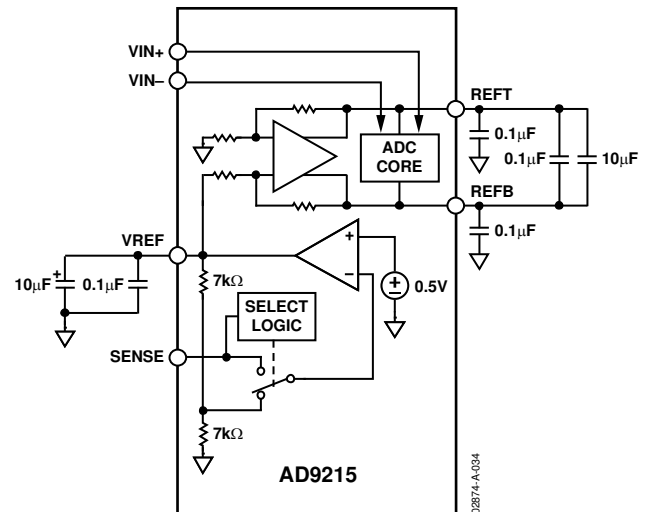 VIN+
VIN–
REFT
0.1µF
ADC
CORE
0.1µF
10µF
REFB
0.1µF
VREF
+
–
10µF
+
0.1µF
7kΩ
+
–
0.5V
SELECT
LOGIC
SENSE
7kΩ
AD9215
02874-A-034